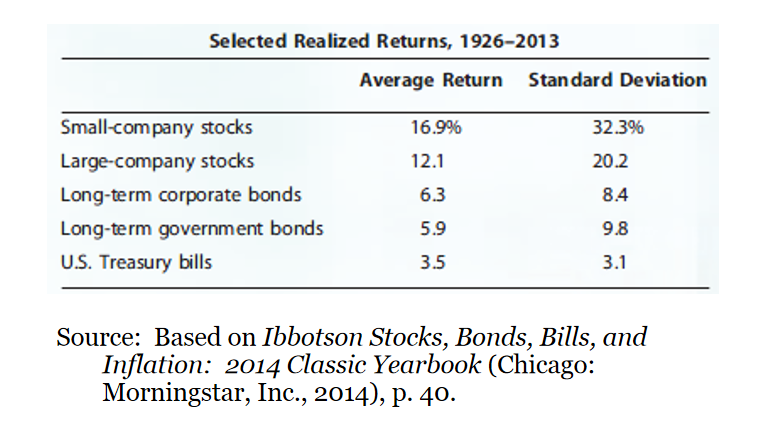 Selected Realized Returns, 1926–2013
Average Return Standard Deviation
Small-company stocks 16.9% 32.3%
Large-company stocks 12.1 20.2
Long-term corporate bonds 6.3 8.4
Long-term government bonds 5.9 9.8
U.S. Treasury bills 3.5 3.1
Source: Based on Ibbotson Stocks, Bonds, Bills, and
Inflation: 2014 Classic Yearbook (Chicago:
Morningstar, Inc., 2014), p. 40.